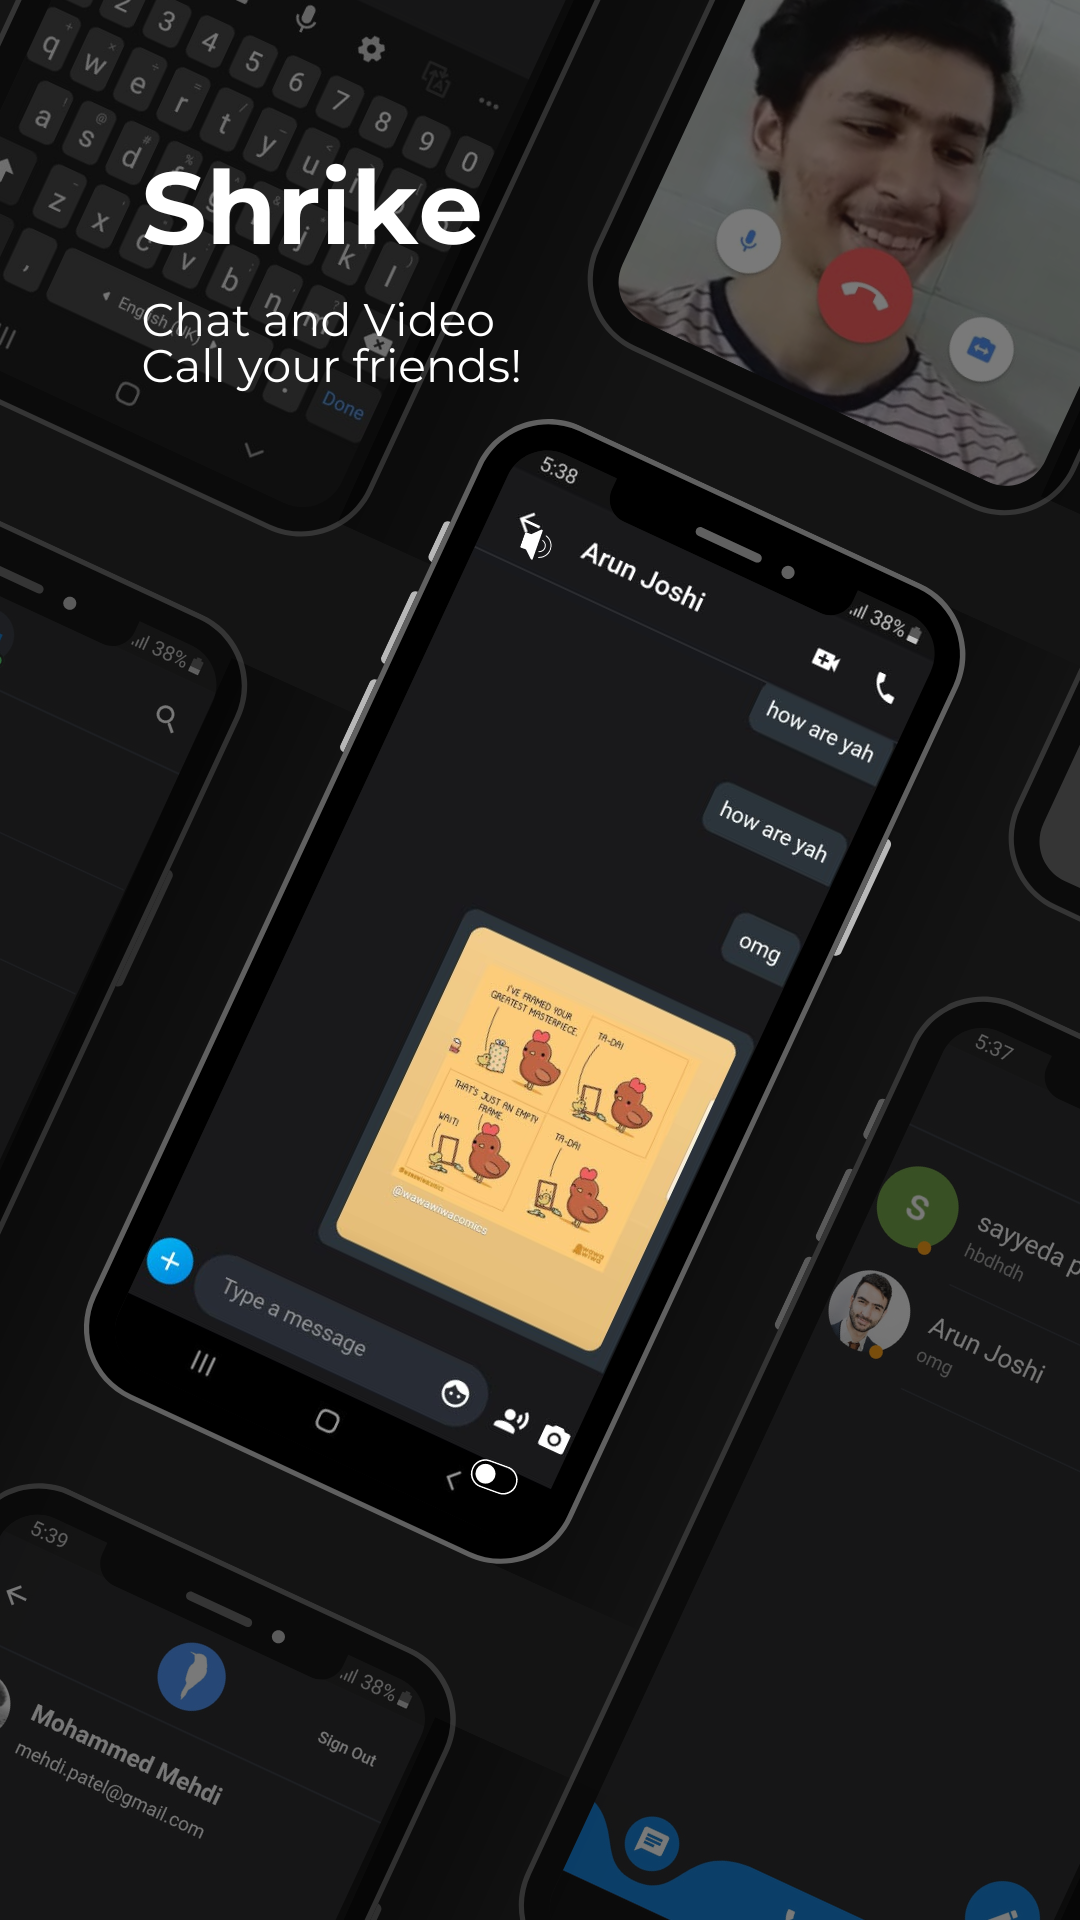 2 3 4 5 6 7 8 9 0
q w e r t y u
a s d g j k l
z x c v b n m
, English (UK) .
Done
Shrike
Chat and Video
Call your friends!
5:38
38%
Arun Joshi
how are yah
how are yah
omg
I'VE FRAMED YOUR
GREATEST MASTERPIECE.
TA-DA!
THAT'S JUST AN EMPTY
FRAME.
WAIT!
TA-DA!
@wawawiwacomics
@wawawiwacomics
wawa
wiwa
Type a message
38%
5:37
S
sayyeda p
hbdhdh
Arun Joshi
omg
5:39
38%
Sign Out
Mohammed Mehdi
mehdi.patel@gmail.com